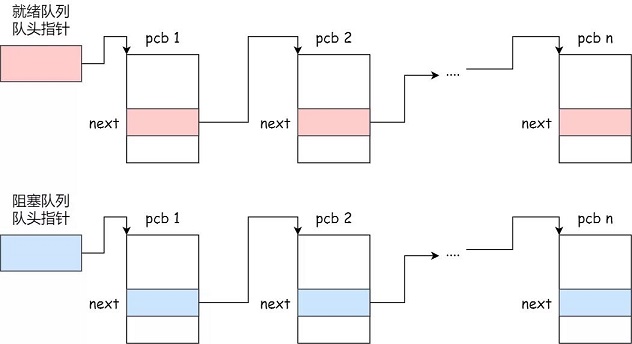 就绪队列
队头指针
pcb 1
pcb 2
pcb n
....
next
next
next
阻塞队列
队头指针
pcb 1
pcb 2
pcb n
....
next
next
next